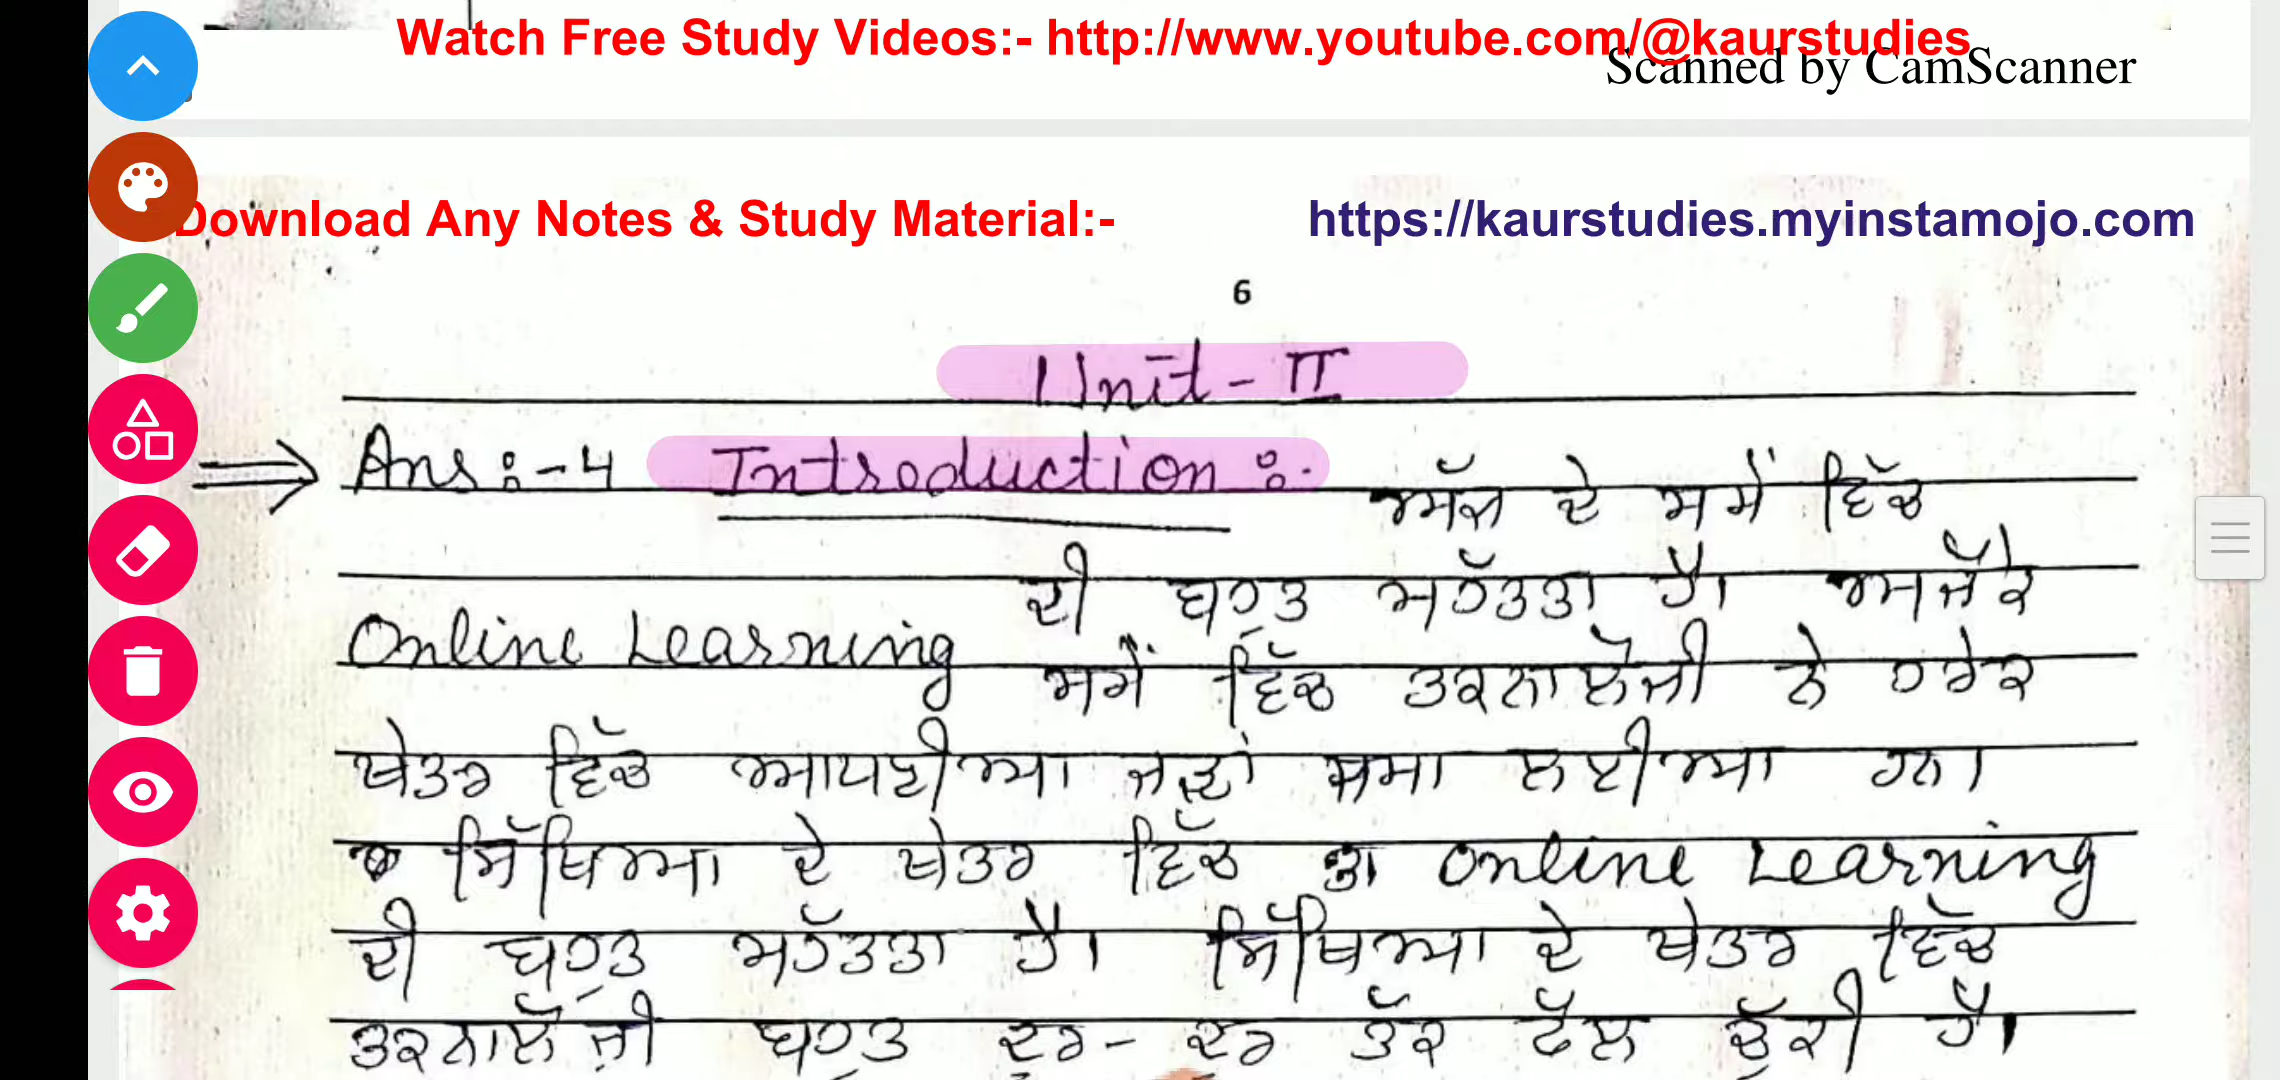 Watch Free Study Videos:- http://www.youtube.com/@kaurstudies
Scanned by CamScanner
Download Any Notes & Study Material:- https://kaurstudies.myinstamojo.com
6
Unit - II
Ans :- 4 Introduction :- ਅੱਜ ਦੇ ਸਮੇਂ ਵਿੱਚ
Online Learning ਦੀ ਬਹੁਤ ਮਹੱਤਤਾ ਹੈ। ਅਜੋਕੇ
ਸਮੇਂ ਵਿੱਚ ਤਕਨਾਲੋਜੀ ਨੇ ਹਰੇਕ
ਖੇਤਰ ਵਿੱਚ ਆਪਣੀਆ ਜੜ੍ਹਾਂ ਜਮਾ ਲਈਆ ਹਨ।
ਸਿੱਖਿਆ ਦੇ ਖੇਤਰ ਵਿੱਚ ਤਾਂ Online Learning
ਦੀ ਬਹੁਤ ਮਹੱਤਤਾ ਹੈ। ਸਿੱਖਿਆ ਦੇ ਖੇਤਰ ਵਿੱਚ
ਤਕਨਾਲੋਜੀ ਬਹੁਤ ਦੂਰ - ਦੂਰ ਤੱਕ ਫੈਲ ਚੁੱਕੀ ਹੈ।